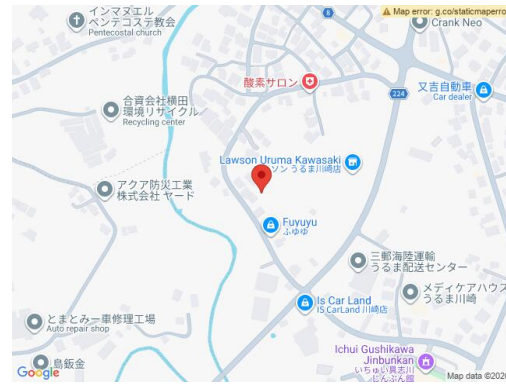 インマヌエル
ペンテコステ教会
Pentecostal church
8
Map error: g.co/staticmaperro
Crank Neo
合資会社横田
環境リサイクル
Recycling center
酸素サロン
224
又吉自動車
Car dealer
Lawson Uruma Kawasaki
ソン うるま川崎店
アクア防災工業
株式会社 ヤード
Fuyuyu
ふゆゆ
三郵海陸運輸
うるま配送センター
メディケアハウス
うるま川崎
Is Car Land
IS CarLand 川崎店
とまとみー車修理工場
Auto repair shop
Ichui Gushikawa
Jinbunkan
いちゅい具志川
じんぶん館
島鈑金
Google
Map data ©2026